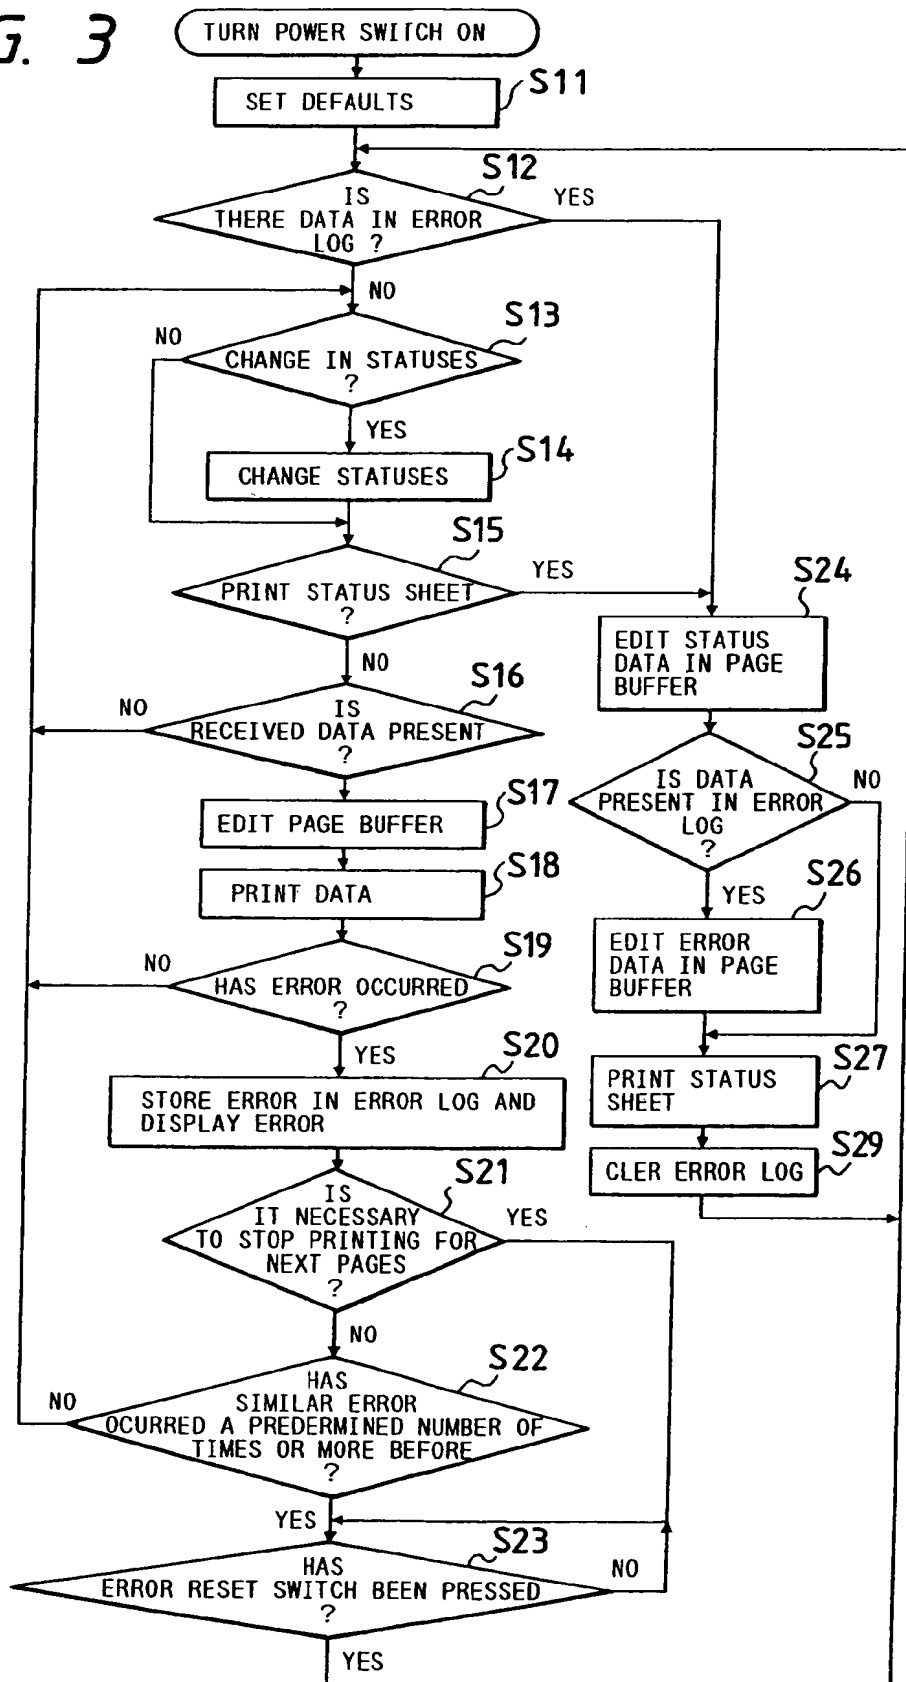 G. 3
TURN POWER SWITCH ON
SET DEFAULTS
S11
IS
THERE DATA IN ERROR
LOG ?
S12
YES
NO
CHANGE IN STATUSES
?
S13
NO
YES
CHANGE STATUSES
S14
PRINT STATUS SHEET
?
S15
YES
NO
IS
RECEIVED DATA PRESENT
?
S16
NO
EDIT PAGE BUFFER
S17
PRINT DATA
S18
HAS ERROR OCCURRED
?
S19
NO
YES
STORE ERROR IN ERROR LOG AND
DISPLAY ERROR
S20
IS
IT NECESSARY
TO STOP PRINTING FOR
NEXT PAGES
?
S21
YES
NO
HAS
SIMILAR ERROR
OCURRED A PREDERMINED NUMBER OF
TIMES OR MORE BEFORE
?
S22
NO
YES
HAS
ERROR RESET SWITCH BEEN PRESSED
?
S23
NO
YES
EDIT STATUS
DATA IN PAGE
BUFFER
S24
IS DATA
PRESENT IN ERROR
LOG
?
S25
NO
YES
EDIT ERROR
DATA IN PAGE
BUFFER
S26
PRINT STATUS
SHEET
S27
CLER ERROR LOG
S29